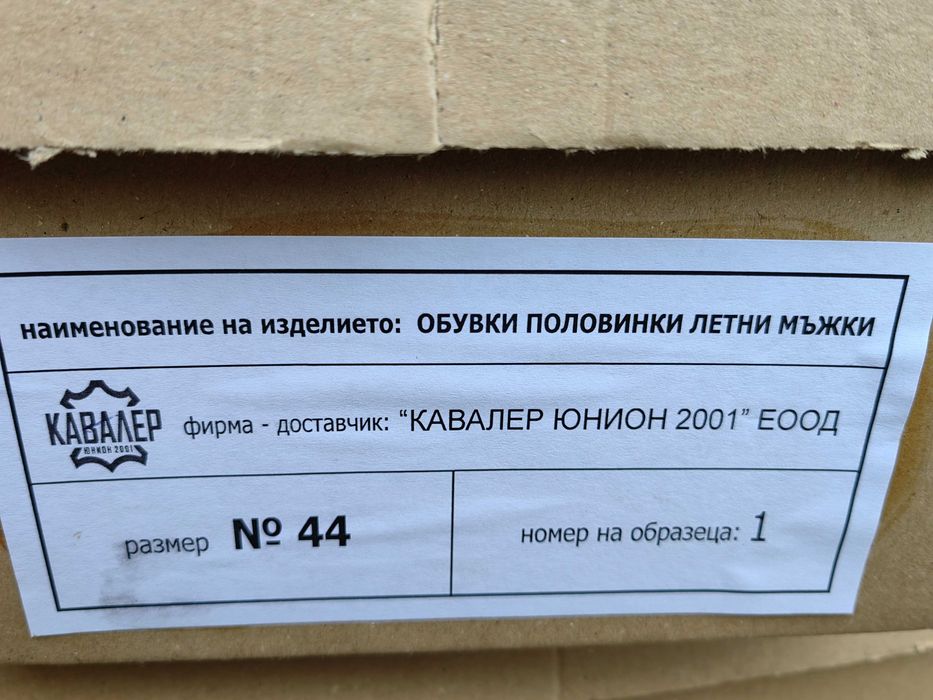 наименование на изделието: ОБУВКИ ПОЛОВИНКИ ЛЕТНИ МЪЖКИ
КАВАЛЕР
ЮНИОН 2001
фирма - доставчик: “КАВАЛЕР ЮНИОН 2001” ЕООД
размер № 44
номер на образеца: 1